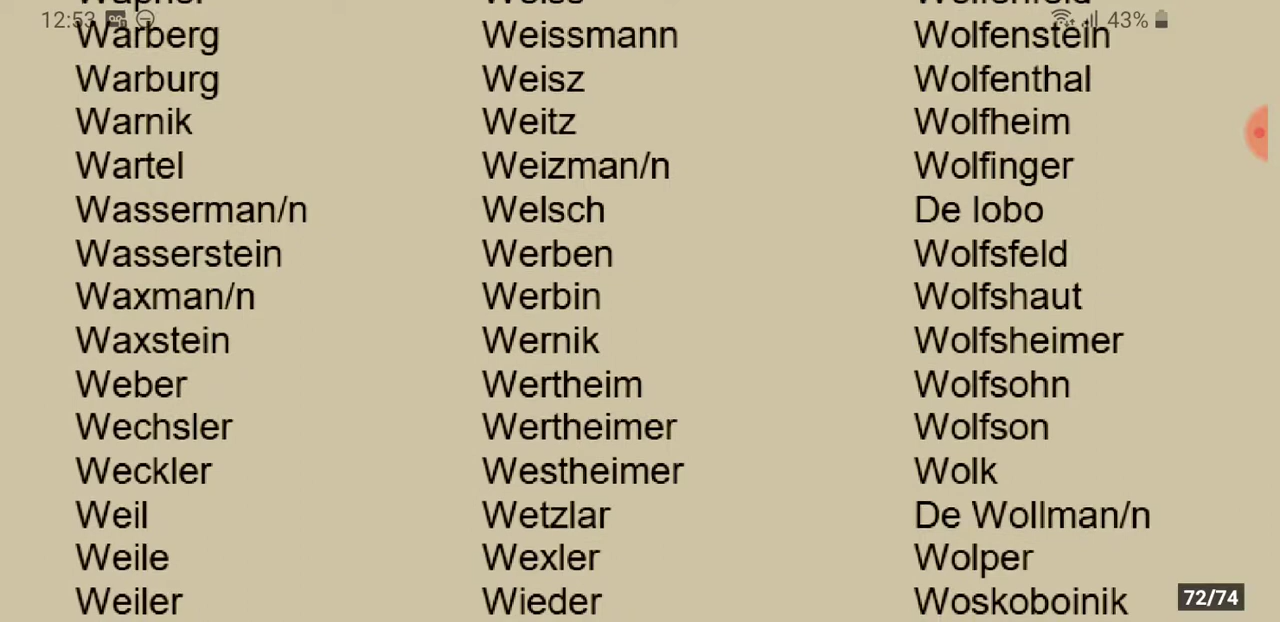 12:53
43%
Warberg
Warburg
Warnik
Wartel
Wasserman/n
Wasserstein
Waxman/n
Waxstein
Weber
Wechsler
Weckler
Weil
Weile
Weiler
Weiss
Weissmann
Weisz
Weitz
Weizman/n
Welsch
Werben
Werbin
Wernik
Wertheim
Wertheimer
Westheimer
Wetzlar
Wexler
Wieder
Wolfenstein
Wolfenthal
Wolfheim
Wolfinger
De lobo
Wolfsfeld
Wolfshaut
Wolfsheimer
Wolfsohn
Wolfson
Wolk
De Wollman/n
Wolper
Woskoboinik
72/74